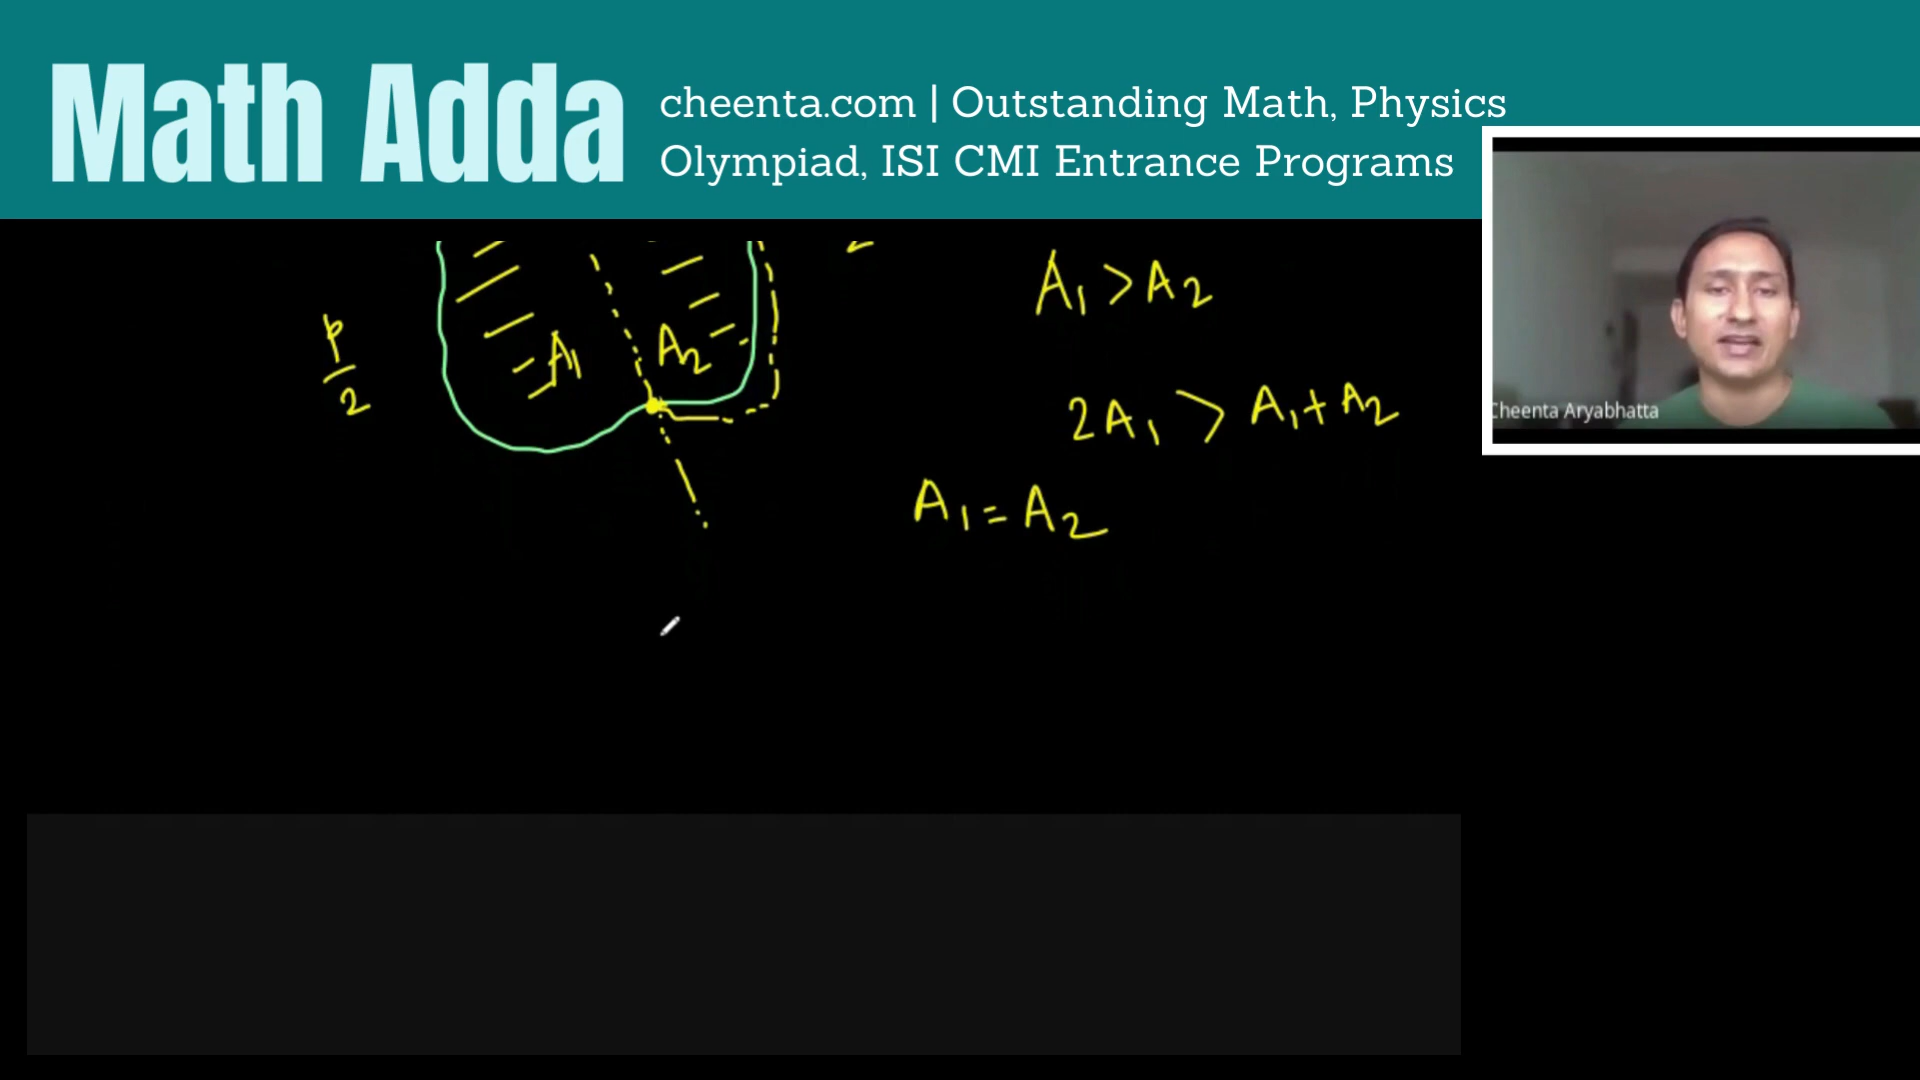 Math Adda
cheenta.com | Outstanding Math, Physics
Olympiad, ISI CMI Entrance Programs
A₁ > A₂
p/2
A₁
A₂
2A₁ > A₁ + A₂
Cheenta Aryabhatta
A₁ = A₂